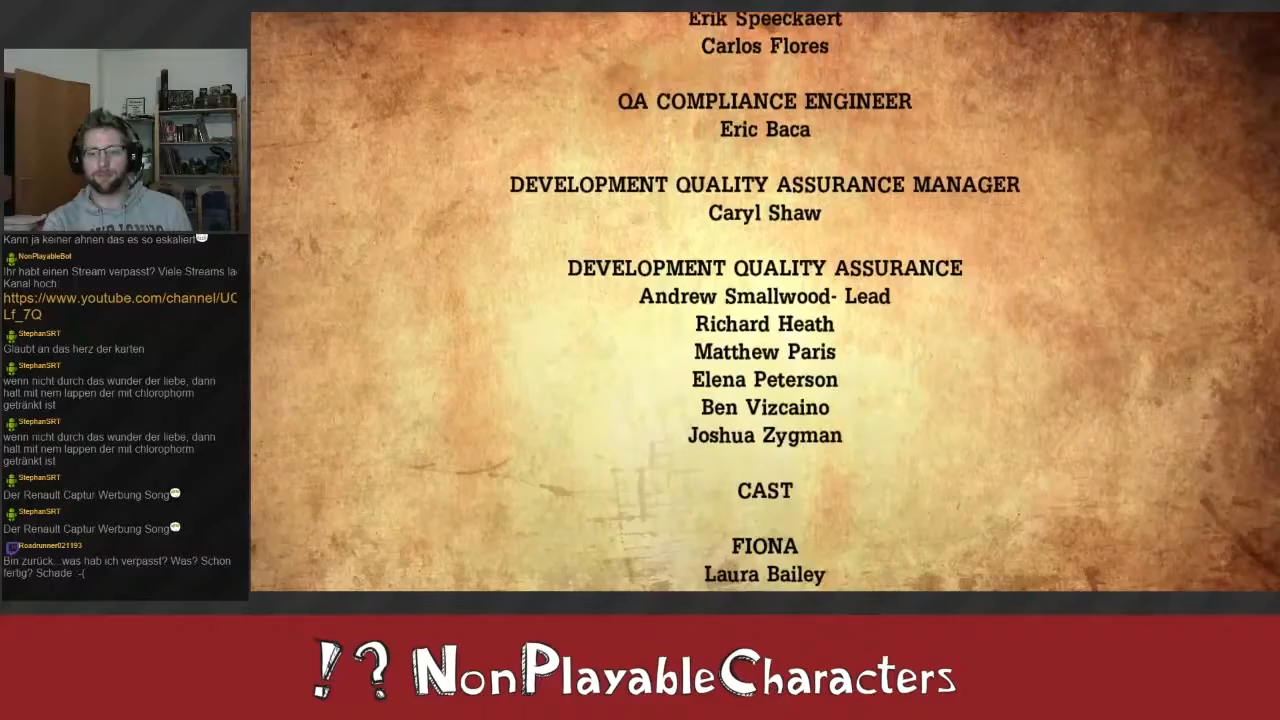 Kann ja keiner ahnen das es so eskaliert
NonPlayableBot
Ihr habt einen Stream verpasst? Viele Streams
Kanal hoch:
https://www.youtube.com/channel/UC
Lf_7Q
StephanSRT
Glaubt an das herz der karten
StephanSRT
wenn nicht durch das wunder der liebe, dann
halt mit nem lappen der mit chlorophorm
getränkt ist
StephanSRT
wenn nicht durch das wunder der liebe, dann
halt mit nem lappen der mit chlorophorm
getränkt ist
StephanSRT
Der Renault Captur Werbung Song
StephanSRT
Der Renault Captur Werbung Song
Roadrunner021193
Bin zurück...was hab ich verpasst? Was? Schon
fertig? Schade :-(
Erik Speeckaert
Carlos Flores
QA COMPLIANCE ENGINEER
Eric Baca
DEVELOPMENT QUALITY ASSURANCE MANAGER
Caryl Shaw
DEVELOPMENT QUALITY ASSURANCE
Andrew Smallwood- Lead
Richard Heath
Matthew Paris
Elena Peterson
Ben Vizcaino
Joshua Zygman
CAST
FIONA
Laura Bailey
!? NonPlayableCharacters